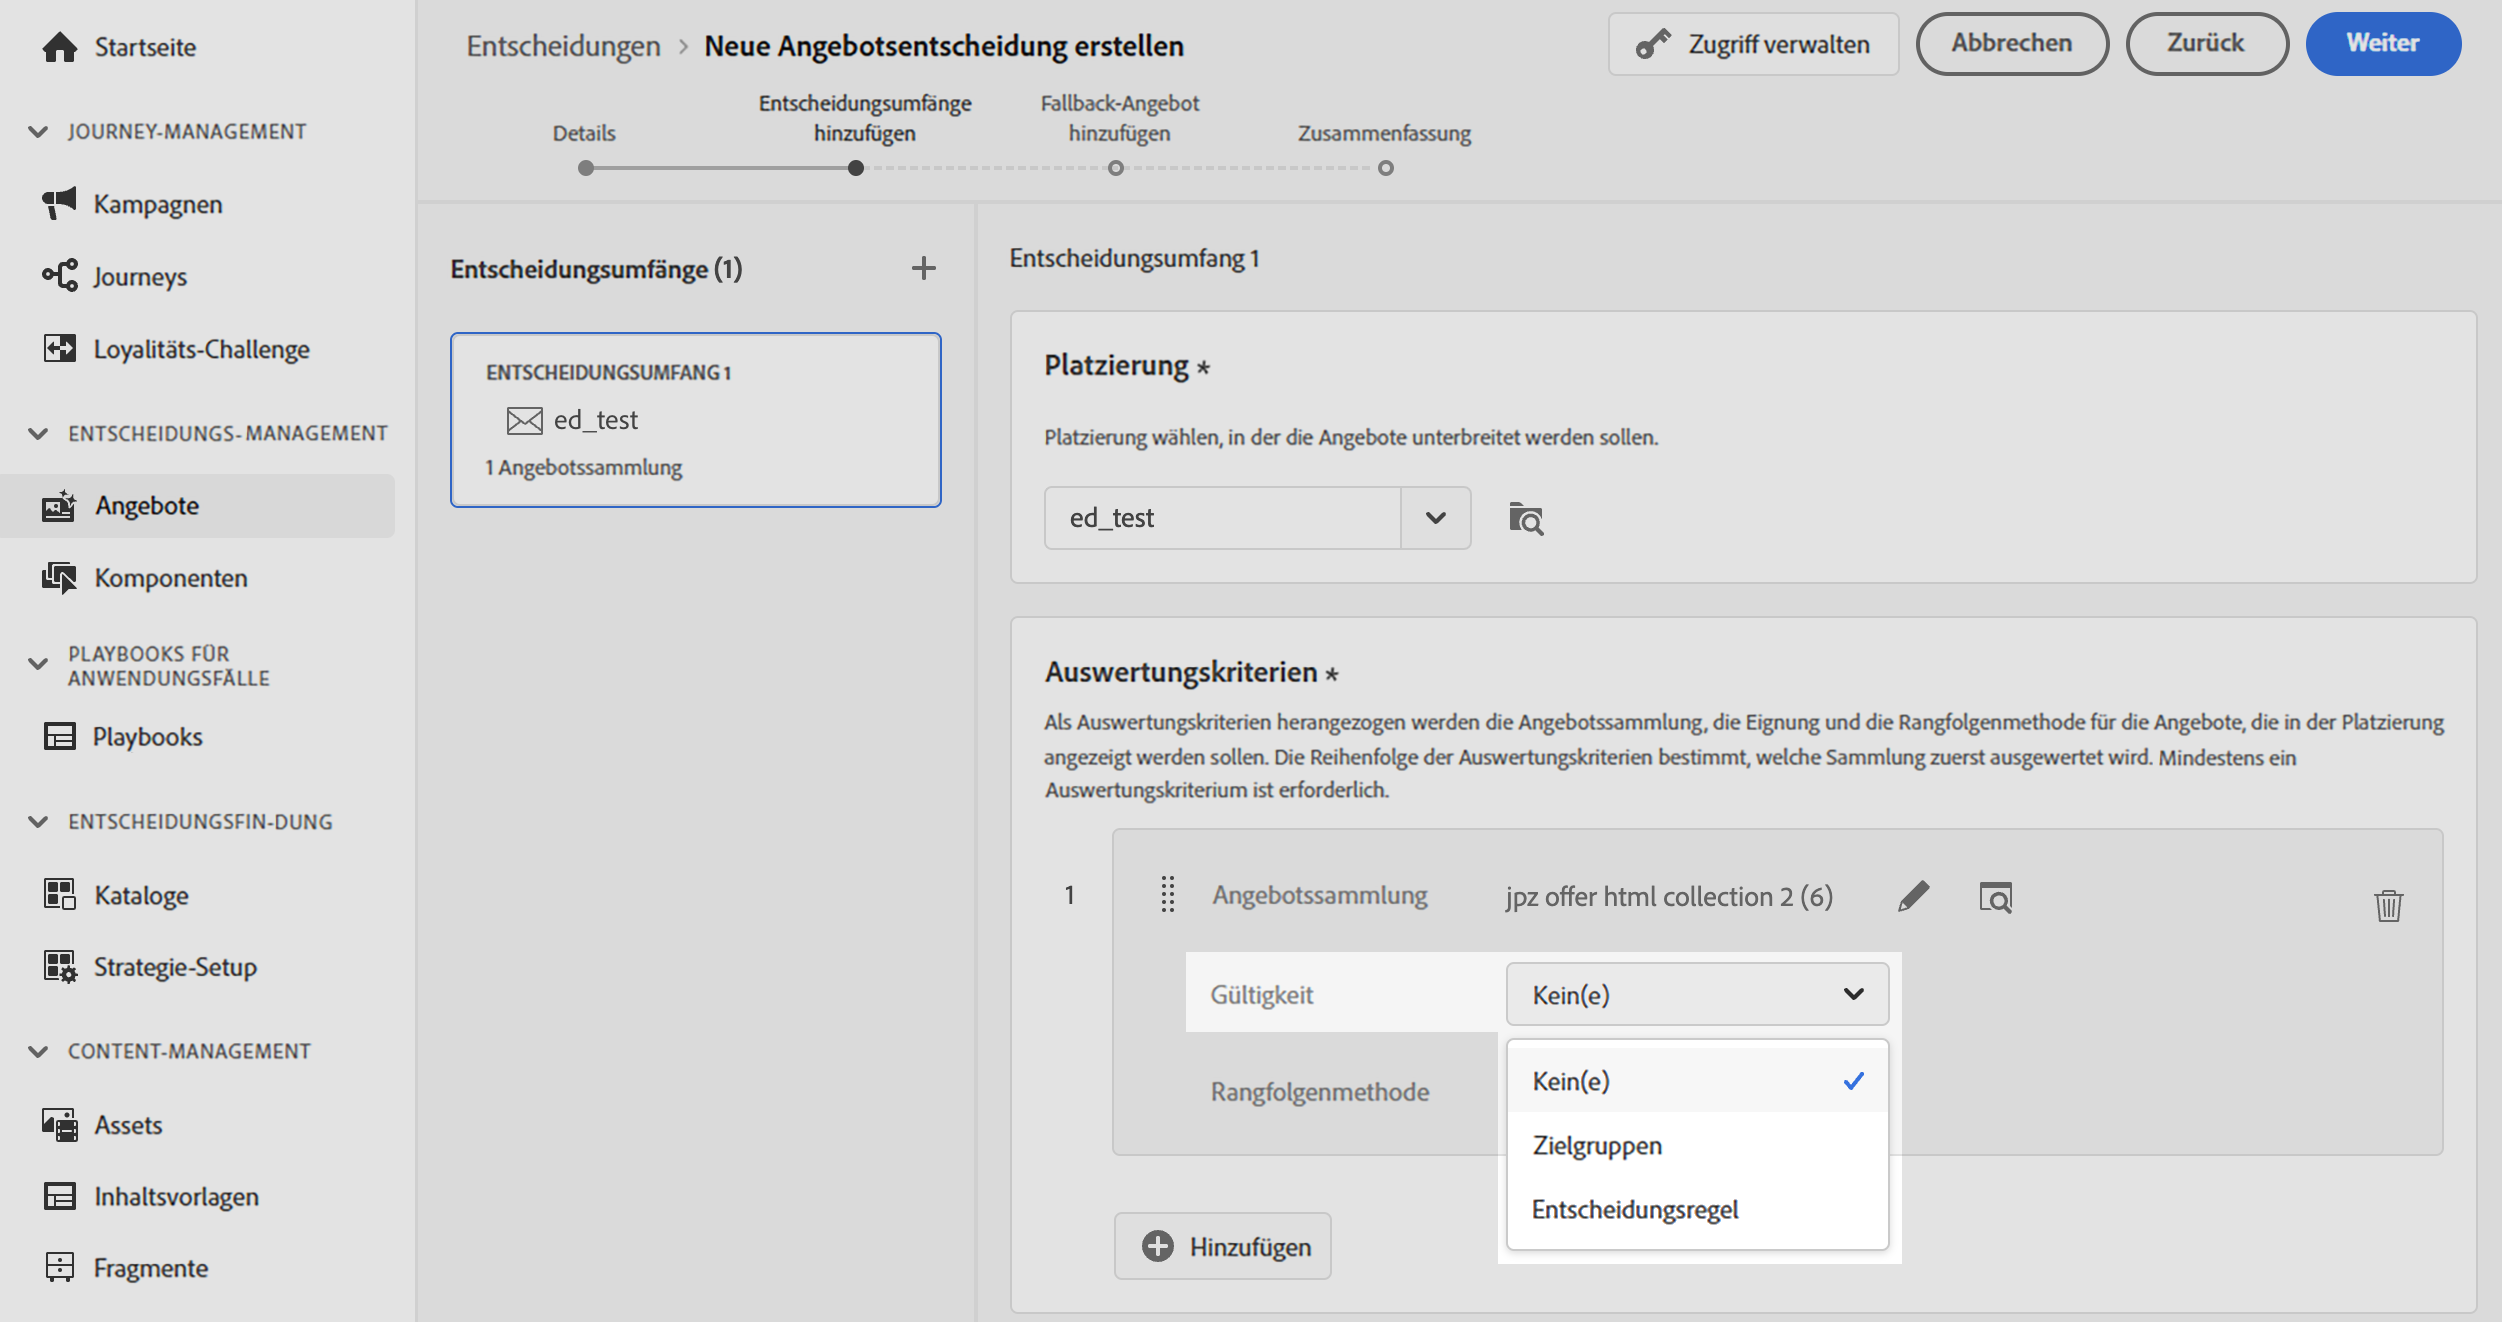 Startseite
JOURNEY-MANAGEMENT
Kampagnen
Journeys
Loyalitäts-Challenge
ENTSCHEIDUNGS-MANAGEMENT
Angebote
Komponenten
PLAYBOOKS FÜR
ANWENDUNGSFÄLLE
Playbooks
ENTSCHEIDUNGSFIN-DUNG
Kataloge
Strategie-Setup
CONTENT-MANAGEMENT
Assets
Inhaltsvorlagen
Fragmente
Entscheidungen > Neue Angebotsentscheidung erstellen
Zugriff verwalten
Abbrechen
Zurück
Weiter
Details
Entscheidungsumfänge
hinzufügen
Fallback-Angebot
hinzufügen
Zusammenfassung
Entscheidungsumfänge (1)
ENTSCHEIDUNGSUMFANG 1
ed_test
1 Angebotssammlung
Entscheidungsumfang 1
Platzierung *
Platzierung wählen, in der die Angebote unterbreitet werden sollen.
ed_test
Auswertungskriterien *
Als Auswertungskriterien herangezogen werden die Angebotssammlung, die Eignung und die Rangfolgenmethode für die Angebote, die in der Platzierung
angezeigt werden sollen. Die Reihenfolge der Auswertungskriterien bestimmt, welche Sammlung zuerst ausgewertet wird. Mindestens ein
Auswertungskriterium ist erforderlich.
1
Angebotssammlung
jpz offer html collection 2 (6)
Gültigkeit
Kein(e)
Rangfolgenmethode
Kein(e)
Zielgruppen
Entscheidungsregel
Hinzufügen